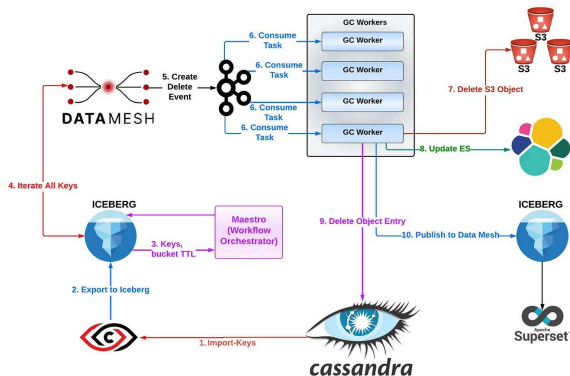 GC Workers
6. Consume
Task
GC Worker
S3
6. Consume
Task
GC Worker
S3
S3
5. Create
Delete
Event
6. Consume
Task
GC Worker
7. Delete S3 Object
DATA MESH
6. Consume
Task
GC Worker
8. Update ES
4. Iterate All Keys
ICEBERG
Maestro
(Workflow
Orchestrator)
3. Keys,
bucket TTL
9. Delete Object Entry
ICEBERG
10. Publish to Data Mesh
2. Export to Iceberg
C
1. Import-Keys
cassandra
Apache
Superset